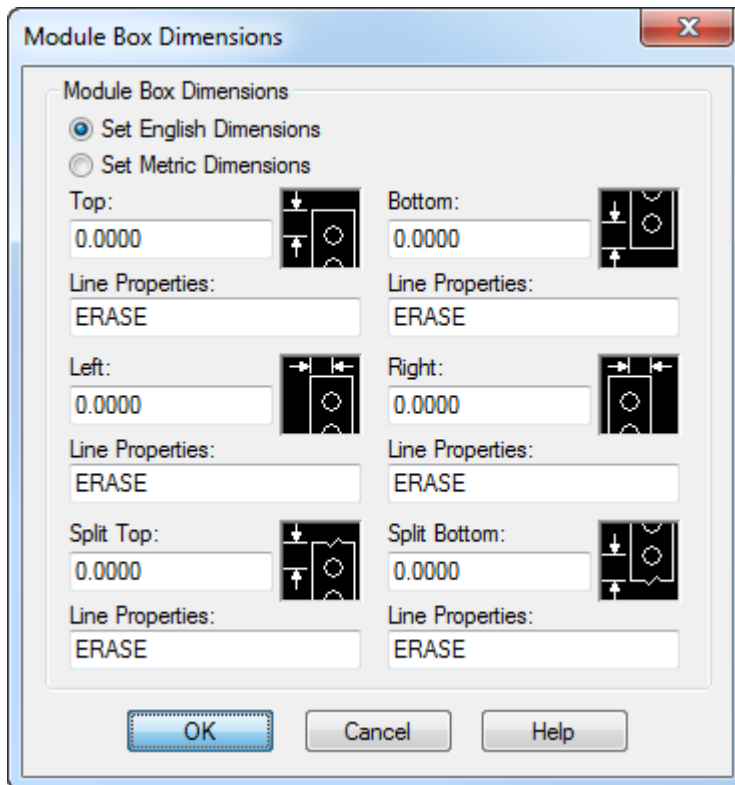 Module Box Dimensions
Module Box Dimensions
Set English Dimensions
Set Metric Dimensions
Top:
Bottom:
0.0000
0.0000
Line Properties:
Line Properties:
ERASE
ERASE
Left:
Right:
0.0000
0.0000
Line Properties:
Line Properties:
ERASE
ERASE
Split Top:
Split Bottom:
0.0000
0.0000
Line Properties:
Line Properties:
ERASE
ERASE
OK
Cancel
Help